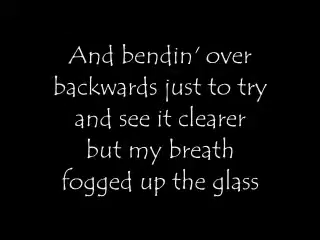 And bendin' over
backwards just to try
and see it clearer
but my breath
fogged up the glass